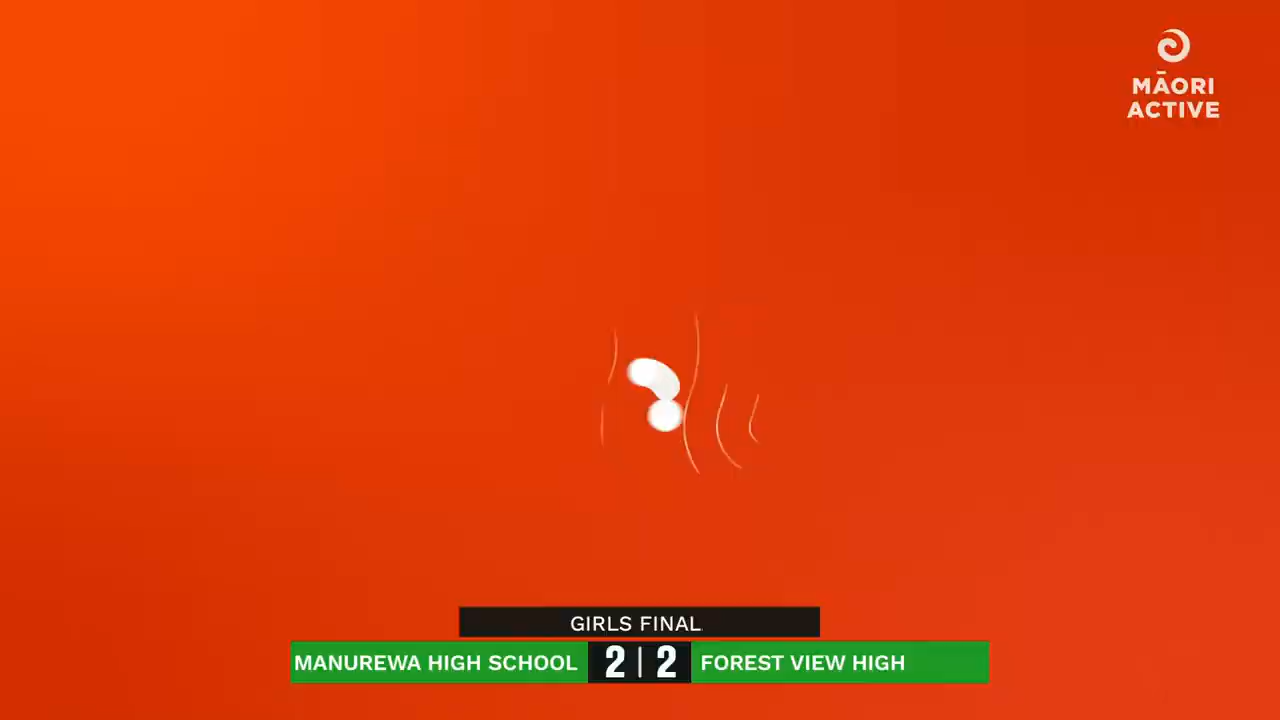 MĀORI
ACTIVE
GIRLS FINAL
MANUREWA HIGH SCHOOL 2 | 2 FOREST VIEW HIGH